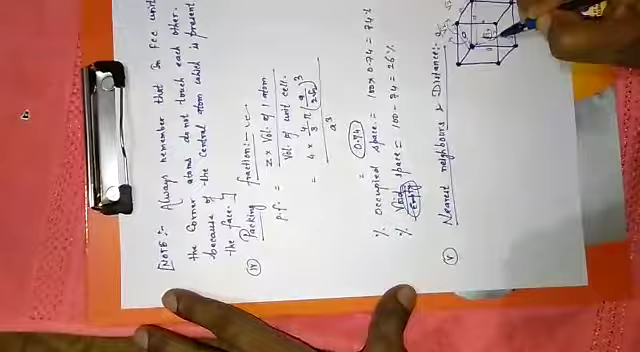 [NOTE :- Always remember that in FCC unit
the corner atoms do not touch each other.
because of the central atom which is present
the face.]
(iv) Packing fraction :-
p.f. = Z × Vol. of 1 atom
Vol. of unit cell.
= 4 × 4/3 π (a/2√2)³
a³
= 0.74
% occupied space = 100 × 0.74 = 74%
% Void space = 100 - 74 = 26%
(Empty)
(v) Nearest neighbours & Distance:-